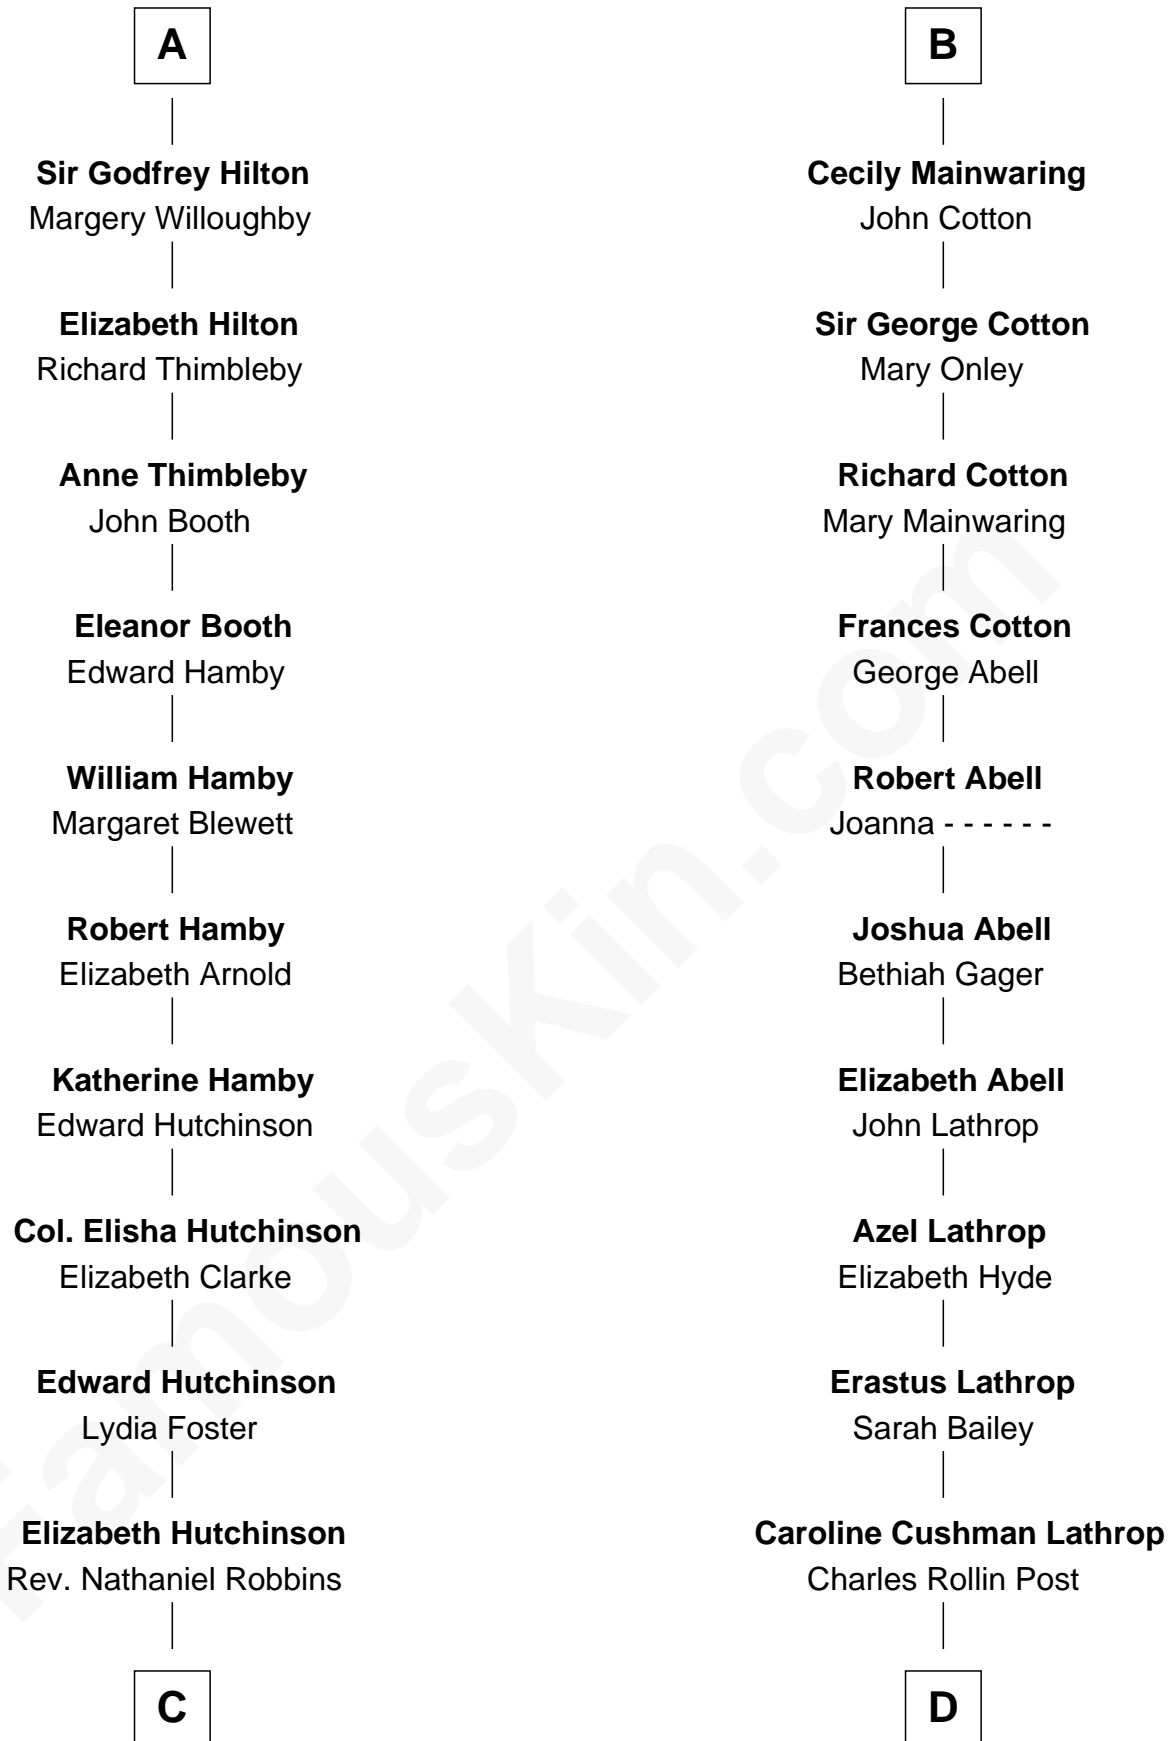 A
Sir Godfrey Hilton
Margery Willoughby
Elizabeth Hilton
Richard Thimbleby
Anne Thimbleby
John Booth
Eleanor Booth
Edward Hamby
William Hamby
Margaret Blewett
Robert Hamby
Elizabeth Arnold
Katherine Hamby
Edward Hutchinson
Col. Elisha Hutchinson
Elizabeth Clarke
Edward Hutchinson
Lydia Foster
Elizabeth Hutchinson
Rev. Nathaniel Robbins
C
B
Cecily Mainwaring
John Cotton
Sir George Cotton
Mary Onley
Richard Cotton
Mary Mainwaring
Frances Cotton
George Abell
Robert Abell
Joanna - - - - - -
Joshua Abell
Bethiah Gager
Elizabeth Abell
John Lathrop
Azel Lathrop
Elizabeth Hyde
Erastus Lathrop
Sarah Bailey
Caroline Cushman Lathrop
Charles Rollin Post
D
FamousKin.com